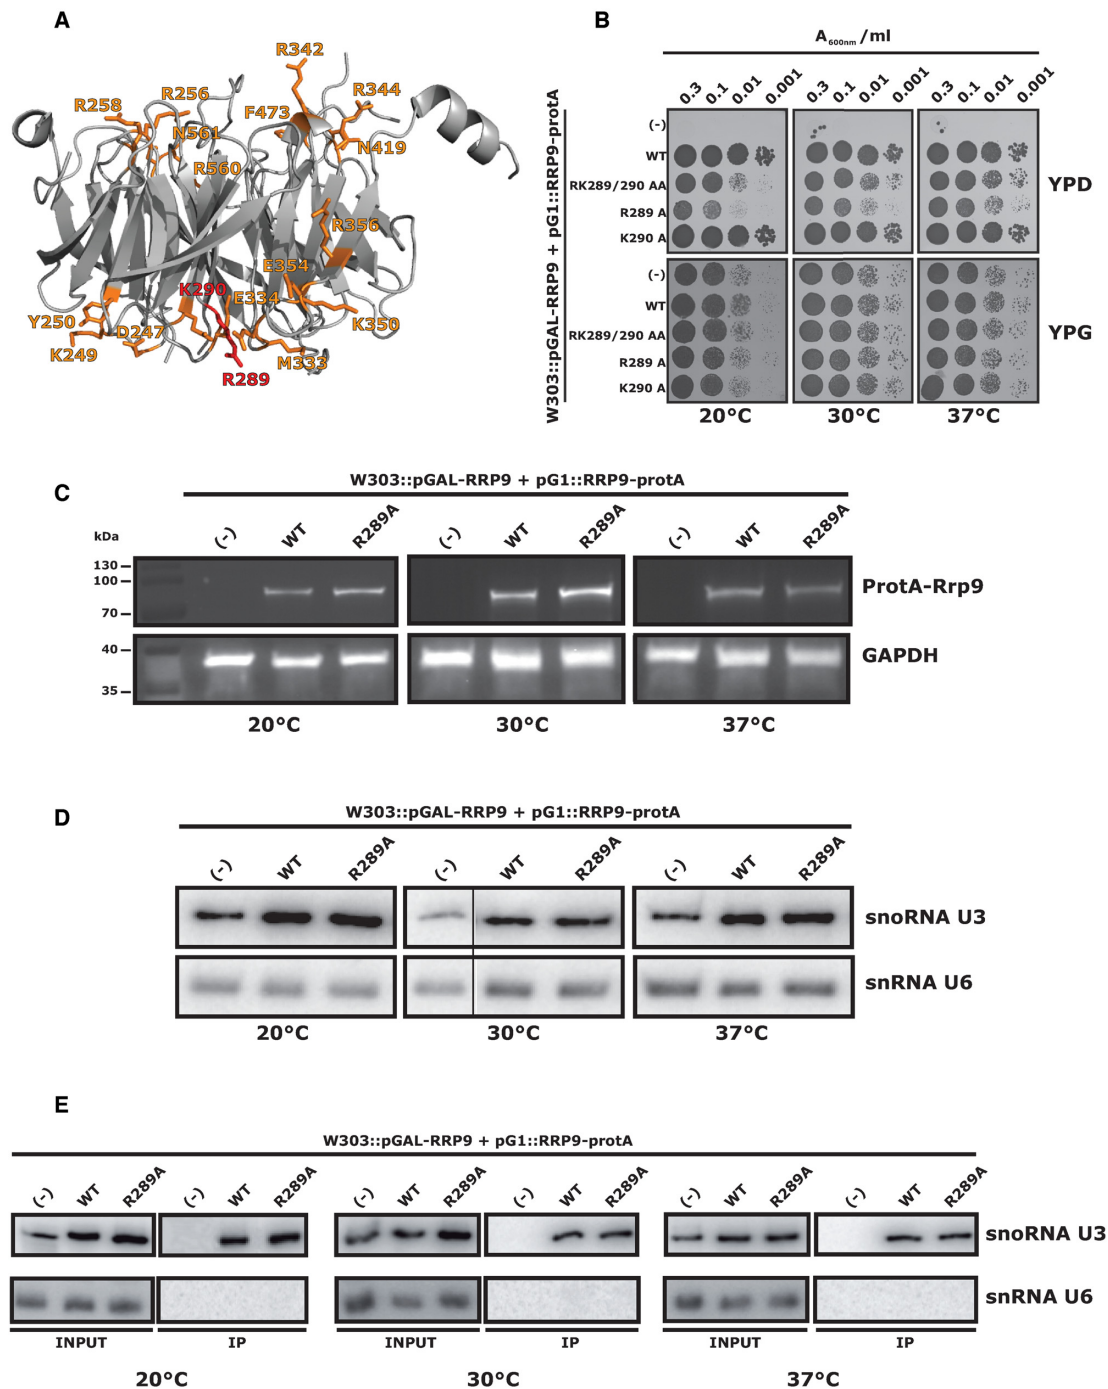 A
R342
R258
R256
R344
F473
N561
N419
R560
R356
E354
K290
E334
Y250
K350
D247
K249
M333
R289
B
A600nm /ml
0.3 0.1 0.01 0.001 0.3 0.1 0.01 0.001 0.3 0.1 0.01 0.001
W303::pGAL-RRP9 + pG1::RRP9-protA
(-)
WT
RK289/290 AA
R289 A
K290 A
YPD
(-)
WT
RK289/290 AA
R289 A
K290 A
YPG
20°C 30°C 37°C
C
W303::pGAL-RRP9 + pG1::RRP9-protA
kDa
(-) WT R289A (-) WT R289A (-) WT R289A
130
100
70
ProtA-Rrp9
40
35
GAPDH
20°C 30°C 37°C
D
W303::pGAL-RRP9 + pG1::RRP9-protA
(-) WT R289A (-) WT R289A (-) WT R289A
snoRNA U3
snRNA U6
20°C 30°C 37°C
E
W303::pGAL-RRP9 + pG1::RRP9-protA
(-) WT R289A (-) WT R289A (-) WT R289A (-) WT R289A (-) WT R289A (-) WT R289A
snoRNA U3
snRNA U6
INPUT IP INPUT IP INPUT IP
20°C 30°C 37°C